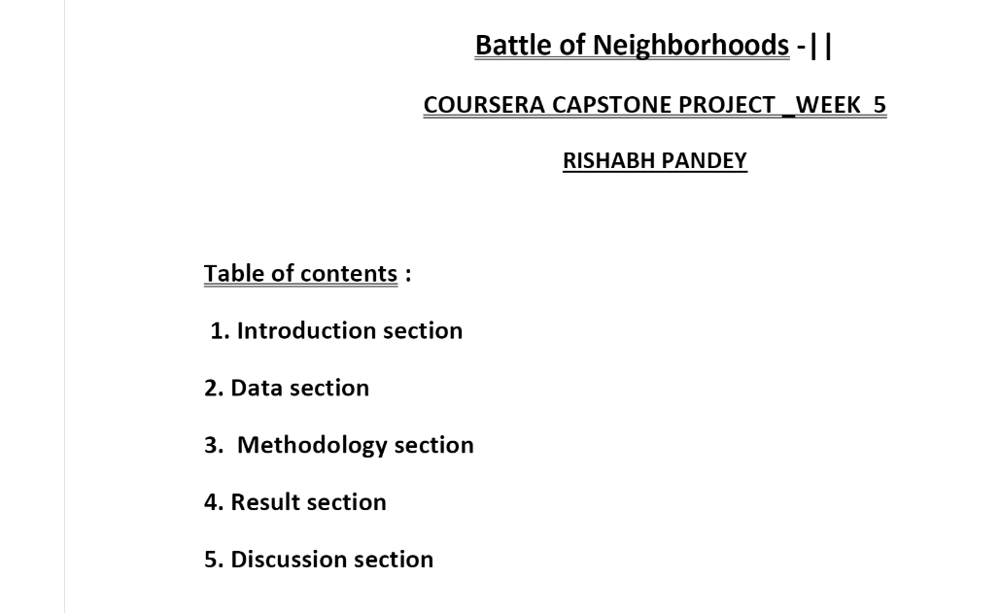 Battle of Neighborhoods -||
COURSERA CAPSTONE PROJECT _WEEK  5
RISHABH PANDEY
Table of contents :
1. Introduction section
2. Data section
3.  Methodology section
4. Result section
5. Discussion section